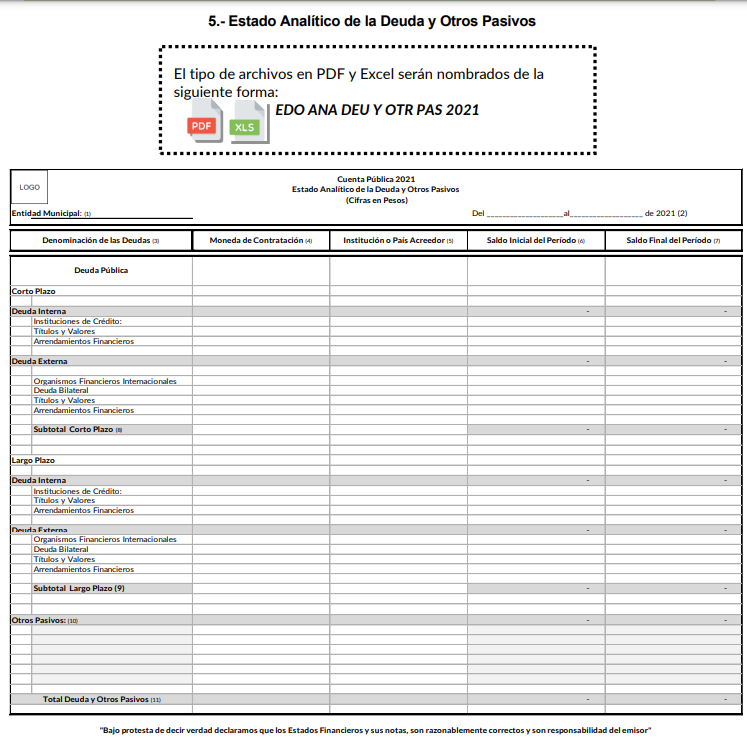 5.- Estado Analítico de la Deuda y Otros Pasivos
El tipo de archivos en PDF y Excel serán nombrados de la
siguiente forma:
PDF XLS EDO ANA DEU Y OTR PAS 2021
LOGO
Cuenta Pública 2021
Estado Analítico de la Deuda y Otros Pasivos
(Cifras en Pesos)
Entidad Municipal: (1) Del ____________________al____________________ de 2021 (2)
Denominación de las Deudas (3) Moneda de Contratación (4) Institución o País Acreedor (5) Saldo Inicial del Período (6) Saldo Final del Período (7)
Deuda Pública
Corto Plazo
Deuda Interna - -
Instituciones de Crédito:
Títulos y Valores
Arrendamientos Financieros
Deuda Externa - -
Organismos Financieros Internacionales
Deuda Bilateral
Títulos y Valores
Arrendamientos Financieros
Subtotal Corto Plazo (8) - -
Largo Plazo
Deuda Interna - -
Instituciones de Crédito:
Títulos y Valores
Arrendamientos Financieros
Deuda Externa - -
Organismos Financieros Internacionales
Deuda Bilateral
Títulos y Valores
Arrendamientos Financieros
Subtotal Largo Plazo (9) - -
Otros Pasivos: (10) - -
Total Deuda y Otros Pasivos (11) - -
"Bajo protesta de decir verdad declaramos que los Estados Financieros y sus notas, son razonablemente correctos y son responsabilidad del emisor"